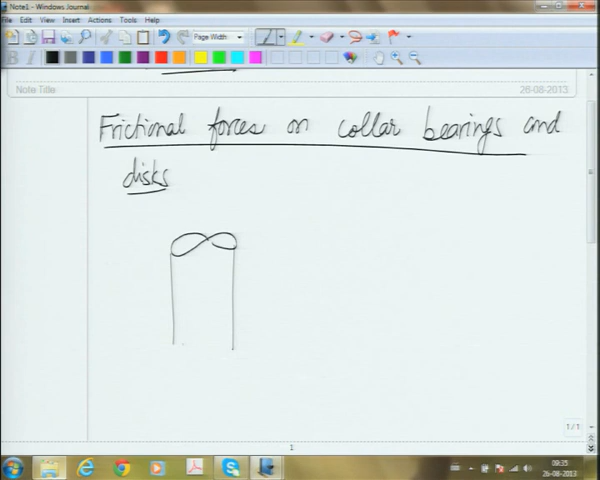 Note1 - Windows Journal
File Edit View Insert Actions Tools Help
Page Width
B I
Note Title
26-08-2013
Frictional forces on collar bearings and
disks
1/1
1
09:35
26-08-2013